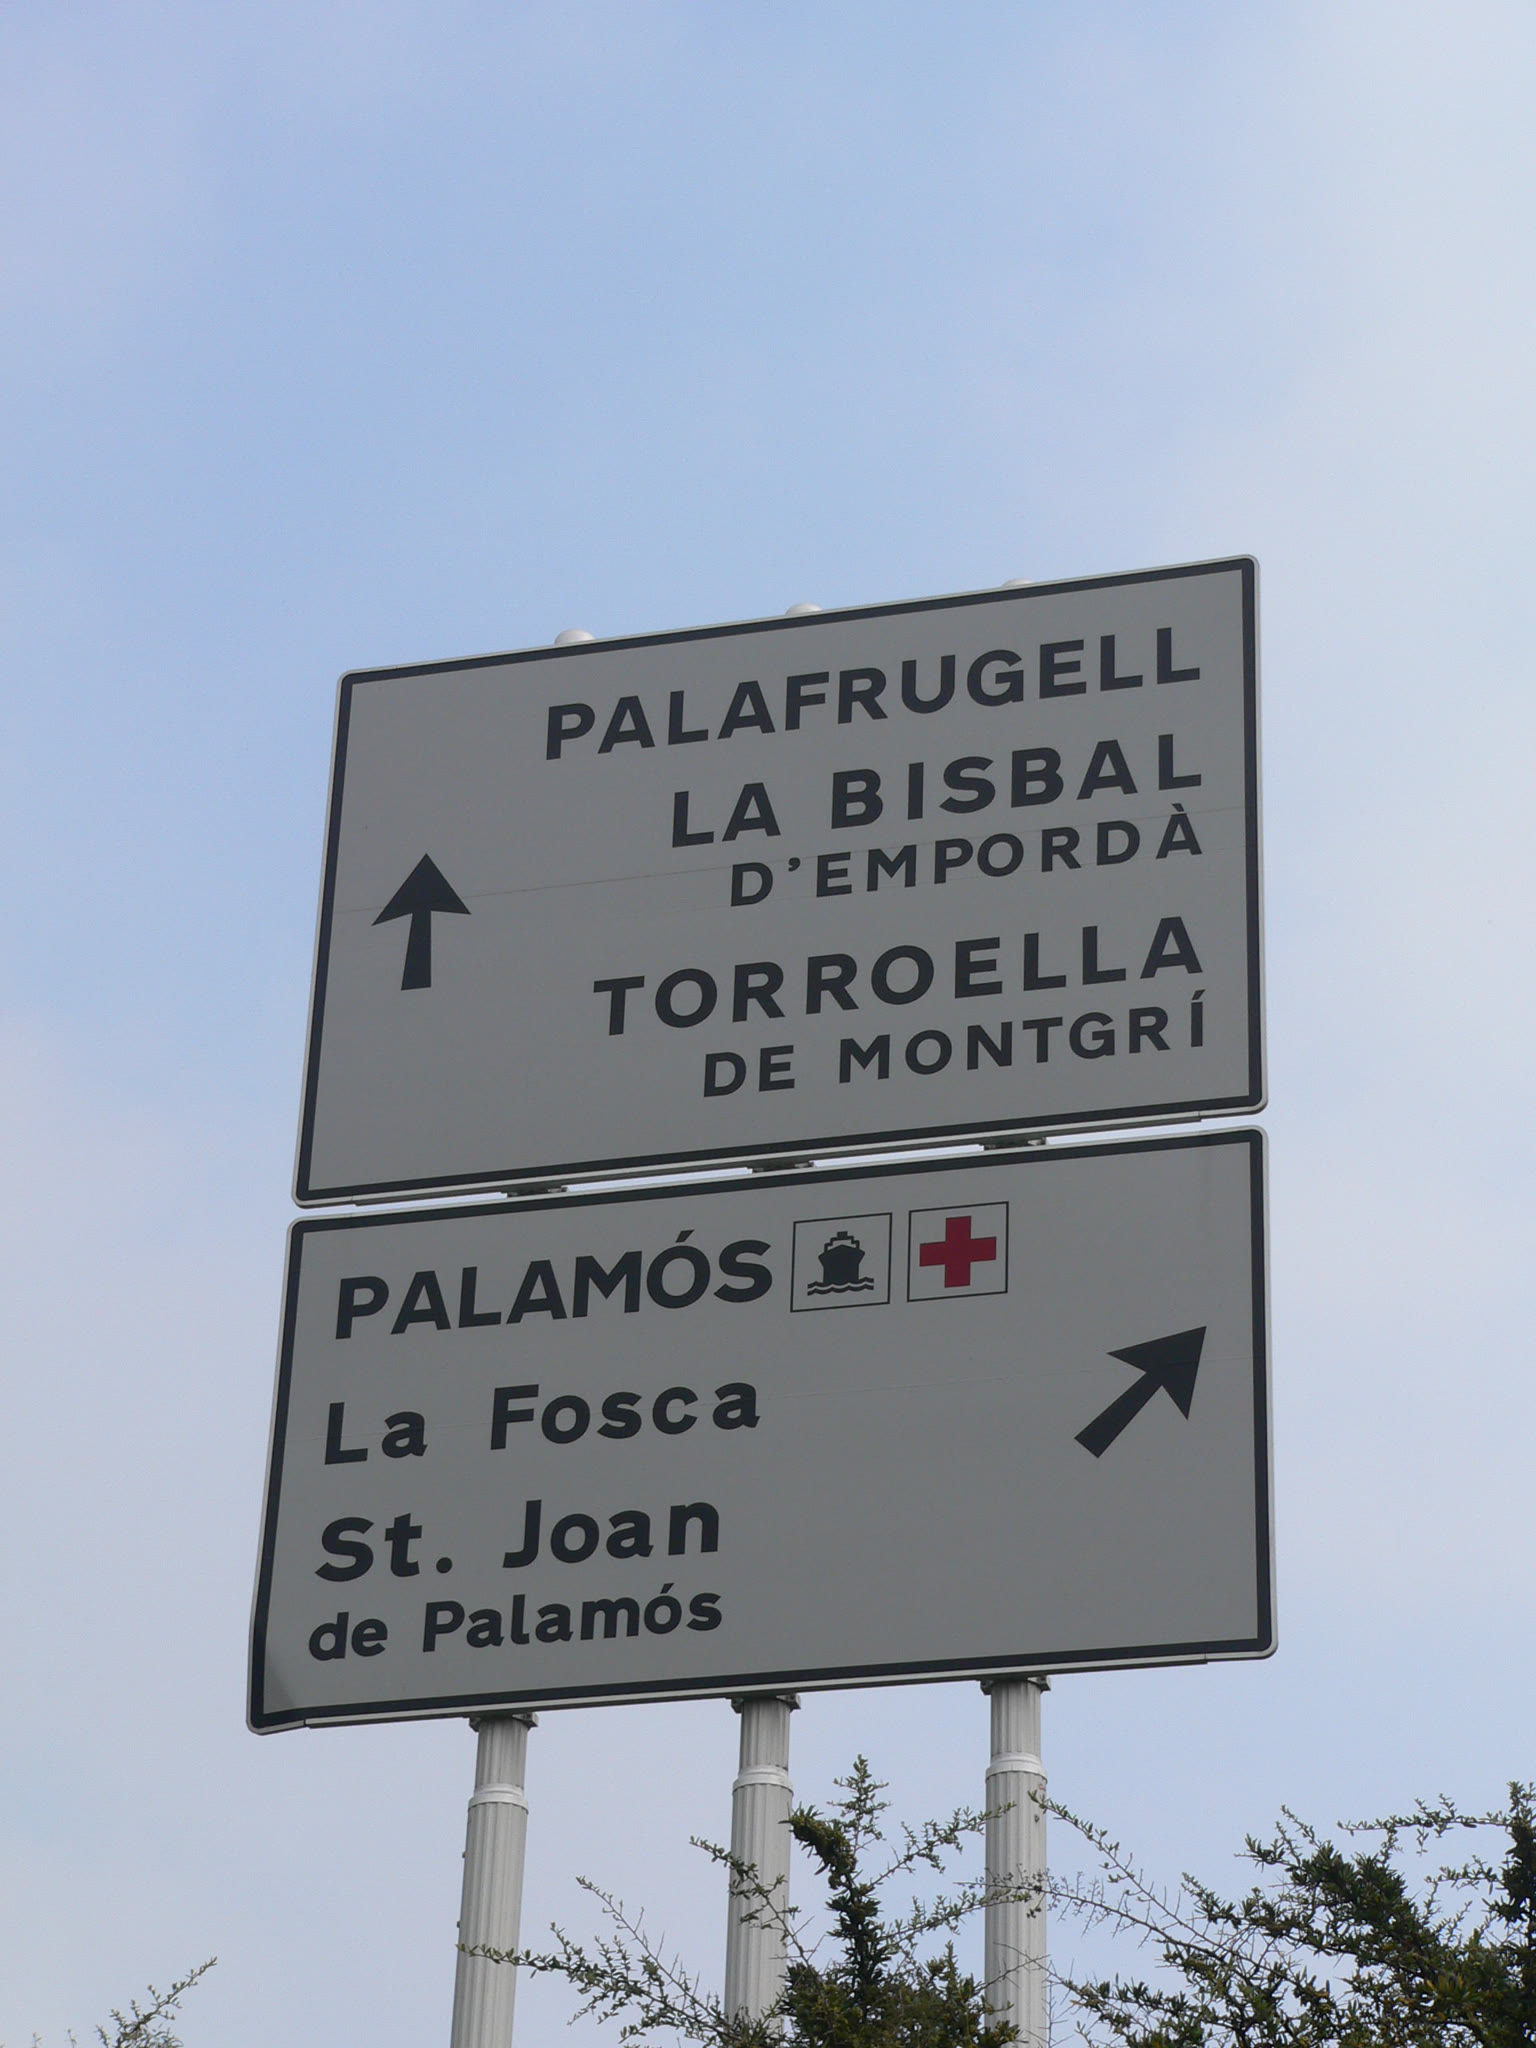 PALAFRUGELL
LA BISBAL
D'EMPORDÀ
TORROELLA
DE MONTGRÍ
PALAMÓS
La Fosca
St. Joan
de Palamós